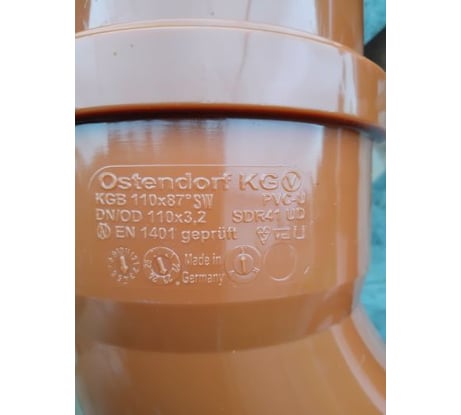 Ostendorf KG
KGB 110x87° SW PVC-U
DN/OD 110x3.2 SDR41 UD
EN 1401 geprüft U
Made in
Germany